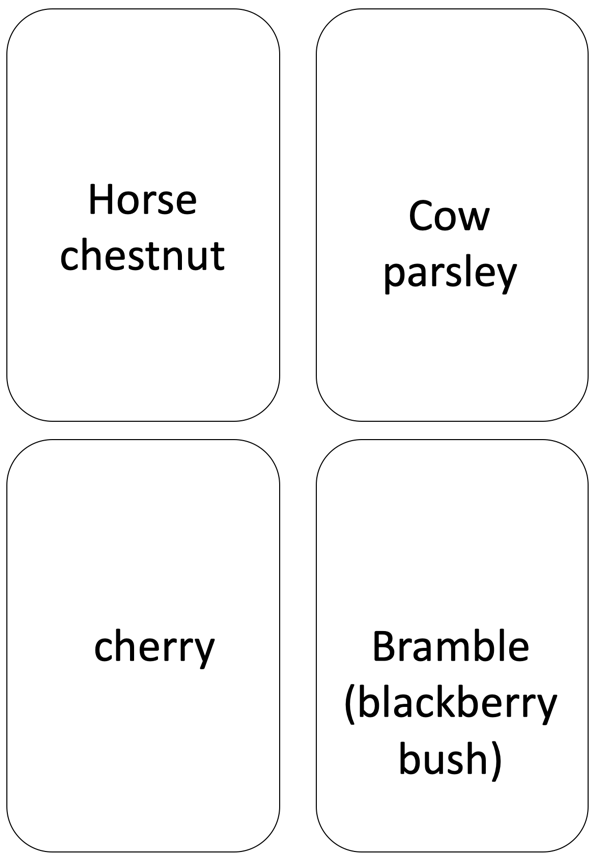 Horse
chestnut
Cow
parsley
cherry
Bramble
(blackberry
bush)